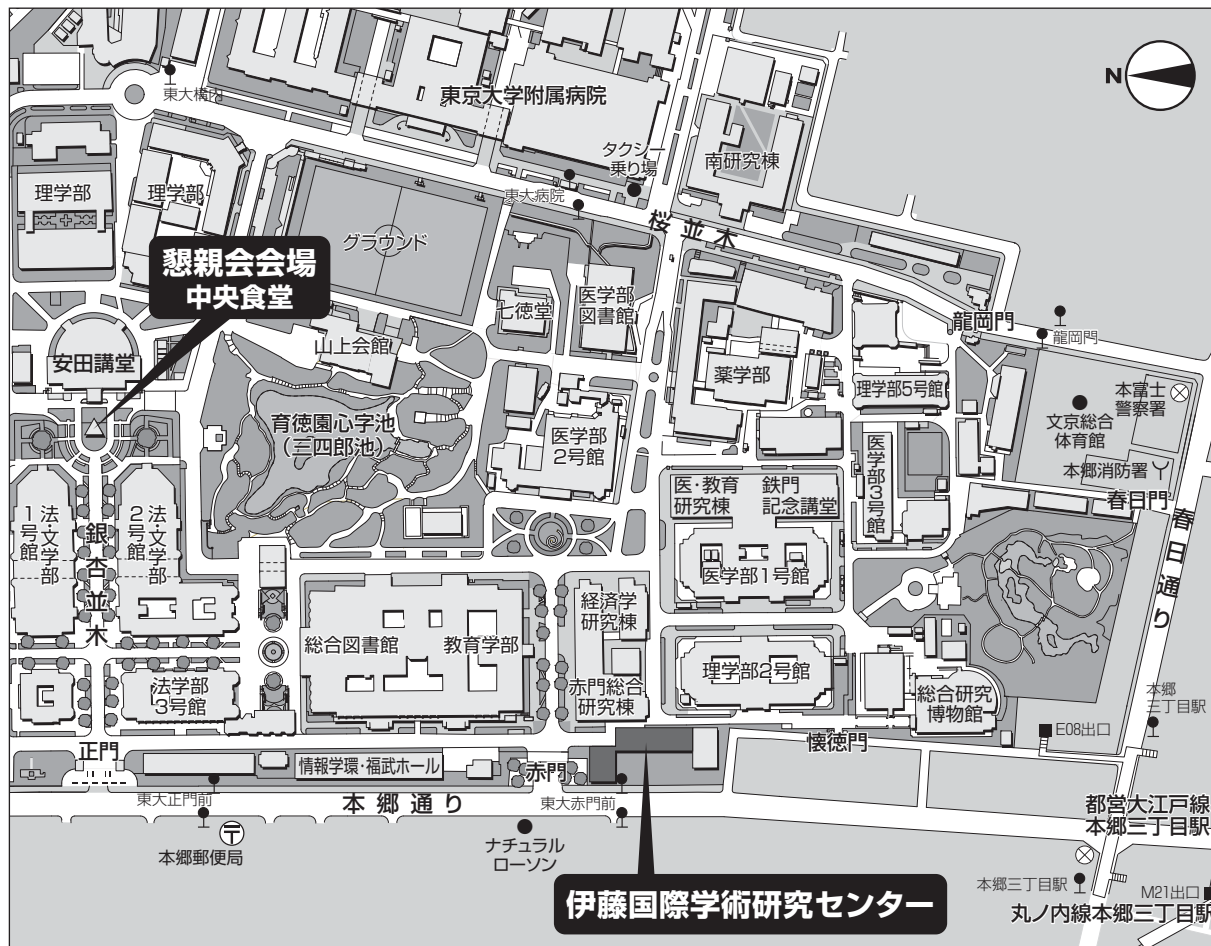 N
東大構内
東京大学附属病院
タクシー
乗り場
南研究棟
理学部
理学部
東大病院
桜並木
グラウンド
懇親会会場
中央食堂
七徳堂
医学部
図書館
龍岡門
龍岡門
山上会館
安田講堂
薬学部
理学部5号館
本富士
警察署
文京総合
体育館
育徳園心字池
(三四郎池)
医学部
2号館
医学部3号館
本郷消防署
春日門
春日通り
医・教育
研究棟
鉄門
記念講堂
法・文学部
1号館
銀杏並木
法・文学部
2号館
医学部1号館
経済学
研究棟
総合図書館
教育学部
理学部2号館
赤門総合
研究棟
法学部
3号館
総合研究
博物館
本郷
三丁目駅
E08出口
正門
情報学環・福武ホール
赤門
懐徳門
東大正門前
本郷通り
東大赤門前
都営大江戸線
本郷三丁目駅
本郷郵便局
ナチュラル
ローソン
伊藤国際学術研究センター
本郷三丁目駅
M21出口
丸ノ内線本郷三丁目駅